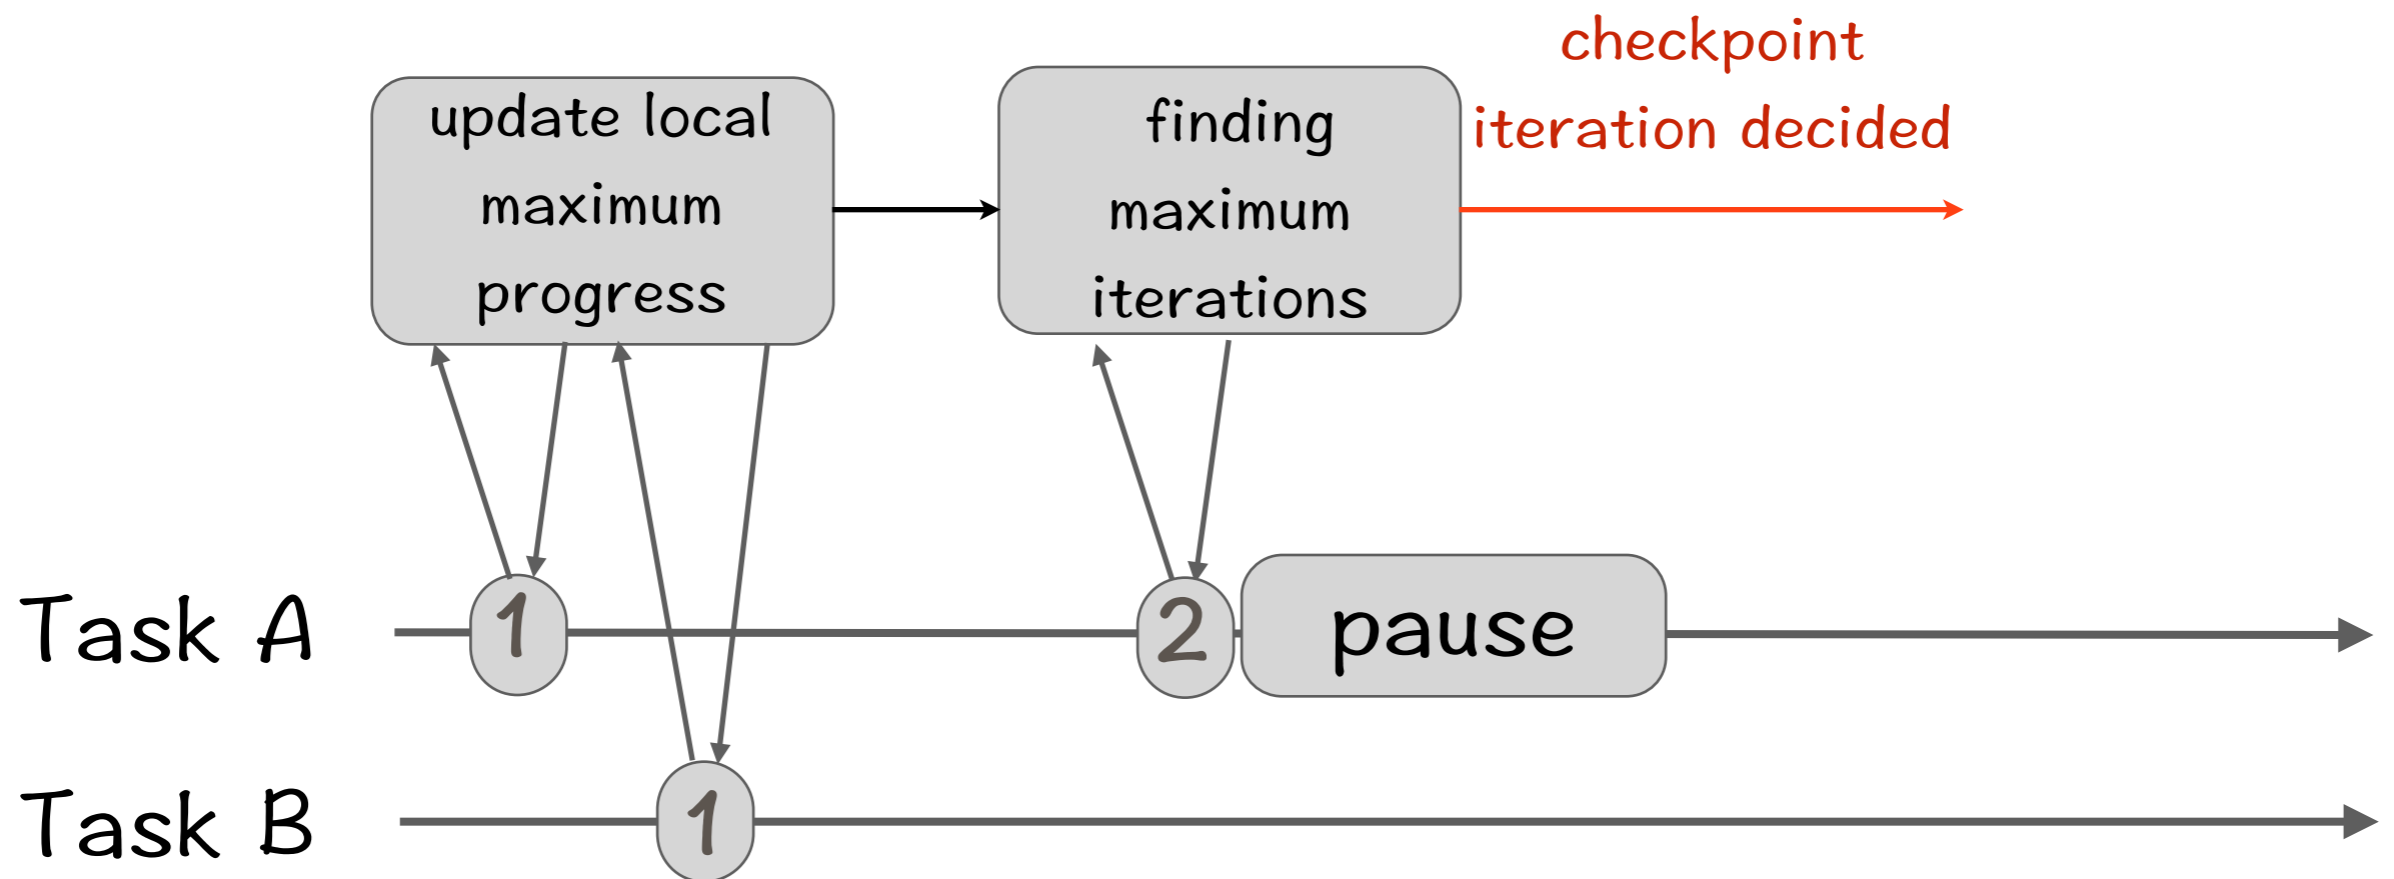 checkpoint
iteration decided
update local
maximum
progress
finding
maximum
iterations
Task A
1
2
pause
Task B
1